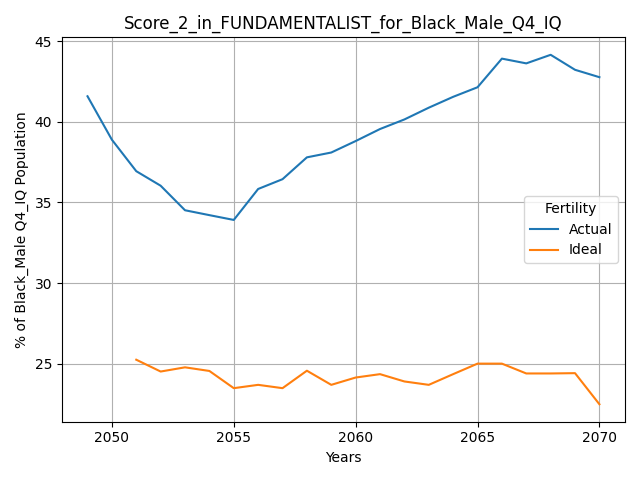 Score_2_in_FUNDAMENTALIST_for_Black_Male_Q4_IQ
% of Black_Male Q4_IQ Population
45
40
35
30
25
Fertility
Actual
Ideal
2050
2055
2060
2065
2070
Years